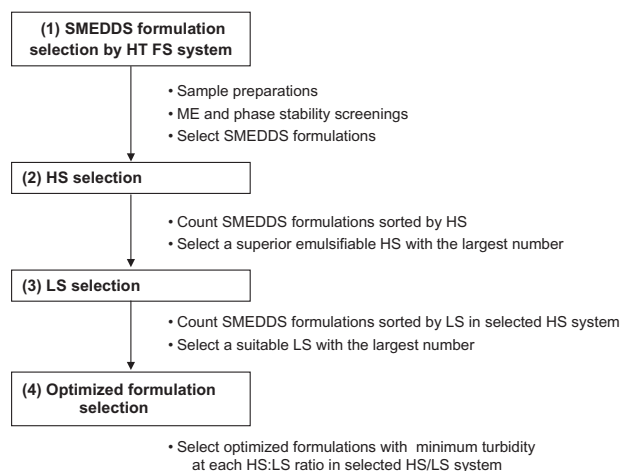 (1) SMEDDS formulation
selection by HT FS system
• Sample preparations
• ME and phase stability screenings
• Select SMEDDS formulations
(2) HS selection
• Count SMEDDS formulations sorted by HS
• Select a superior emulsifiable HS with the largest number
(3) LS selection
• Count SMEDDS formulations sorted by LS in selected HS system
• Select a suitable LS with the largest number
(4) Optimized formulation
selection
• Select optimized formulations with minimum turbidity
at each HS:LS ratio in selected HS/LS system